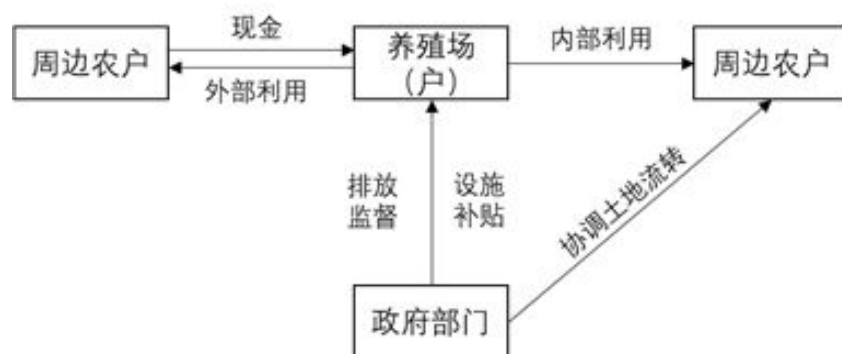 现金
周边农户
外部利用
养殖场
（户）
内部利用
周边农户
排放
监督
设施
补贴
协调土地流转
政府部门